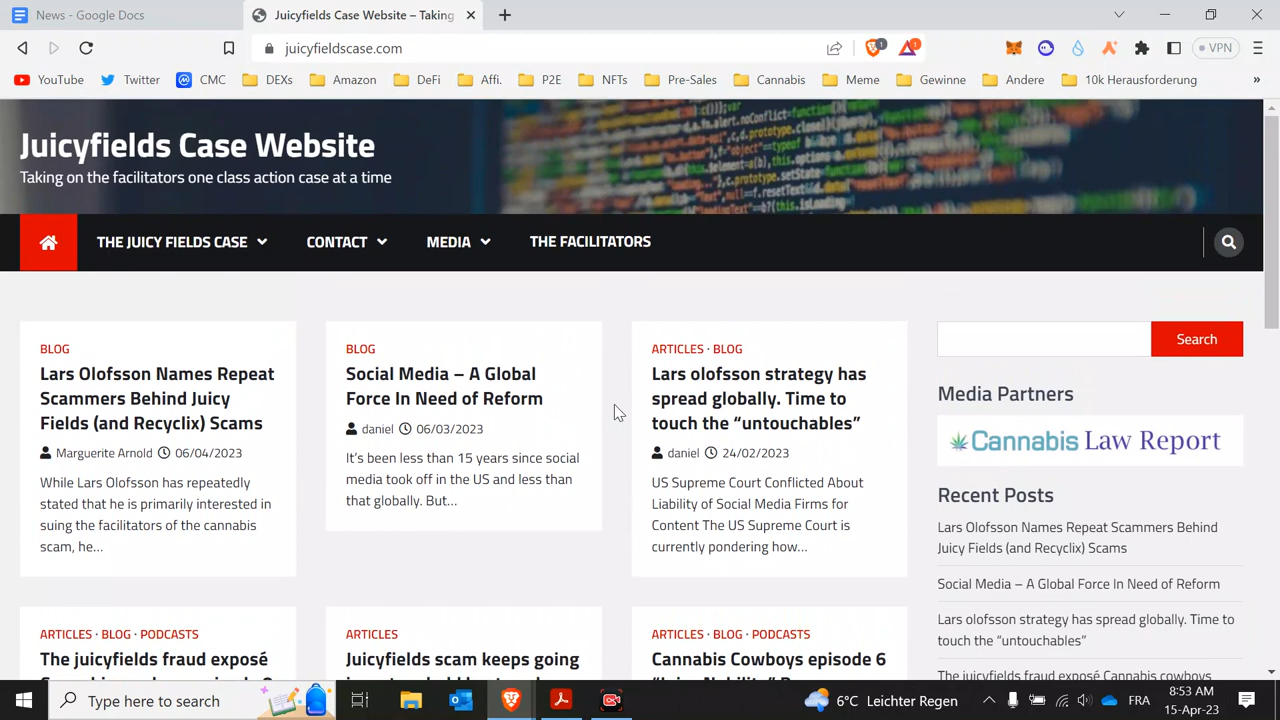 News - Google Docs
Juicyfields Case Website – Taking
juicyfieldscase.com
1
1
VPN
YouTube
Twitter
CMC
DEXs
Amazon
DeFi
Affi.
P2E
NFTs
Pre-Sales
Cannabis
Meme
Gewinne
Andere
10k Herausforderung
»
Juicyfields Case Website
Taking on the facilitators one class action case at a time
THE JUICY FIELDS CASE
CONTACT
MEDIA
THE FACILITATORS
BLOG
Lars Olofsson Names Repeat
Scammers Behind Juicy
Fields (and Recyclix) Scams
Marguerite Arnold 06/04/2023
While Lars Olofsson has repeatedly
stated that he is primarily interested in
suing the facilitators of the cannabis
scam, he...
BLOG
Social Media – A Global
Force In Need of Reform
daniel 06/03/2023
It's been less than 15 years since social
media took off in the US and less than
that globally. But...
ARTICLES · BLOG
Lars olofsson strategy has
spread globally. Time to
touch the “untouchables”
daniel 24/02/2023
US Supreme Court Conflicted About
Liability of Social Media Firms for
Content The US Supreme Court is
currently pondering how...
Search
Media Partners
Cannabis Law Report
Recent Posts
Lars Olofsson Names Repeat Scammers Behind
Juicy Fields (and Recyclix) Scams
Social Media – A Global Force In Need of Reform
Lars olofsson strategy has spread globally. Time to
touch the “untouchables”
The juicyfields fraud exposé Cannabis cowboys
ARTICLES · BLOG · PODCASTS
The juicyfields fraud exposé
ARTICLES
Juicyfields scam keeps going
ARTICLES · BLOG · PODCASTS
Cannabis Cowboys episode 6
Type here to search
6°C Leichter Regen
FRA
8:53 AM
15-Apr-23